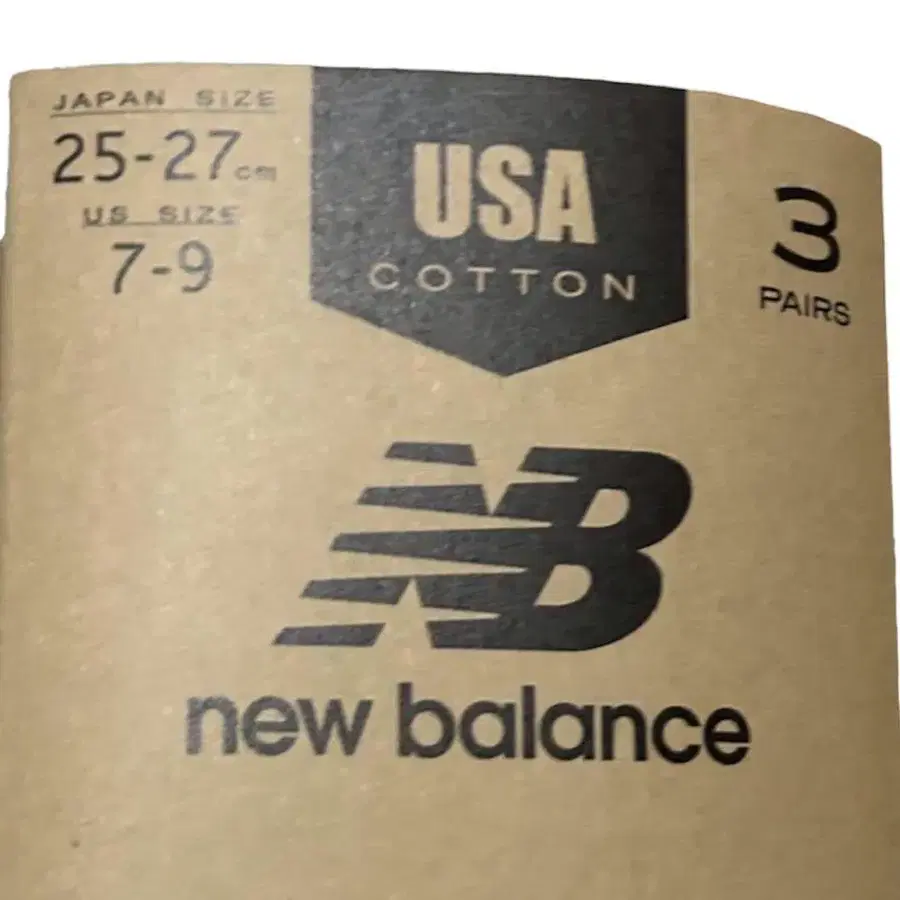 JAPAN SIZE
25-27cm
US SIZE
7-9
USA
COTTON
3
PAIRS
NB
new balance